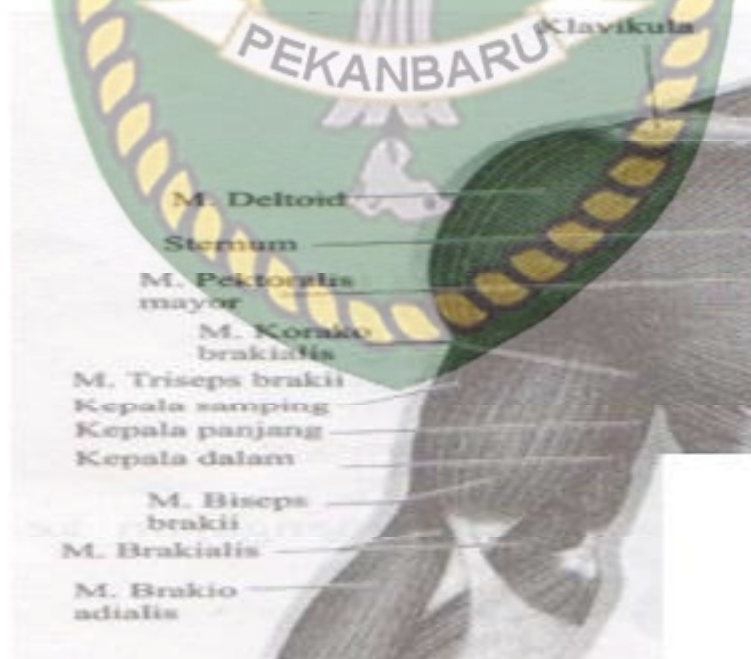 PEKANBARU
Klavikula
M. Deltoid
Sternum
M. Pektoralis
mayor
M. Korako
brakialis
M. Triseps brakii
Kepala samping
Kepala panjang
Kepala dalam
M. Biseps
brakii
M. Brakialis
M. Brakio
adialis